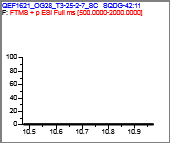 QEF1621_OG28_T3-25-2-7_SC SQDG-42:11
F: FTMS + p ESI Full ms [500.0000-2000.0000]
100
80
60
40
20
0
10.5 10.6 10.7 10.8 10.9